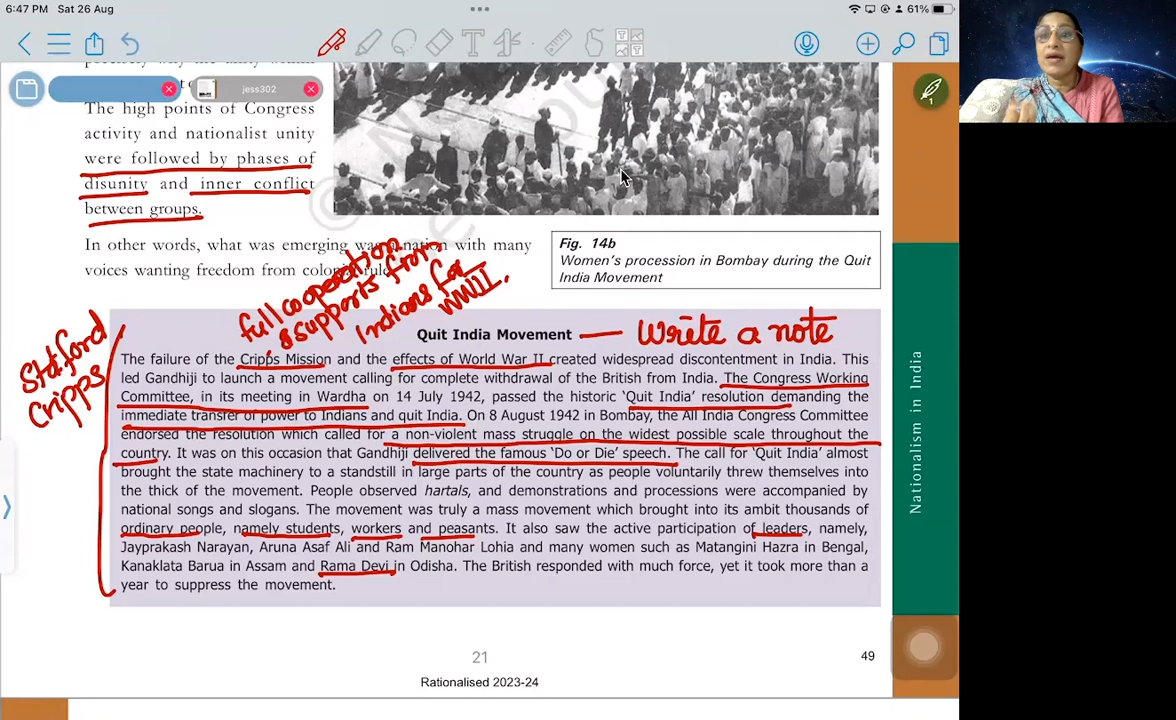 6:47 PM Sat 26 Aug
61%
jess302
1
The high points of Congress
activity and nationalist unity
were followed by phases of
disunity and inner conflict
between groups.
In other words, what was emerging was a nation with many
voices wanting freedom from colonial rule.
Fig. 14b
Women's procession in Bombay during the Quit
India Movement
full cooperation
& supports from
Indians for
WWII.
Stafford
Cripps
Quit India Movement — Write a note
The failure of the Cripps Mission and the effects of World War II created widespread discontentment in India. This
led Gandhiji to launch a movement calling for complete withdrawal of the British from India. The Congress Working
Committee, in its meeting in Wardha on 14 July 1942, passed the historic 'Quit India' resolution demanding the
immediate transfer of power to Indians and quit India. On 8 August 1942 in Bombay, the All India Congress Committee
endorsed the resolution which called for a non-violent mass struggle on the widest possible scale throughout the
country. It was on this occasion that Gandhiji delivered the famous 'Do or Die' speech. The call for 'Quit India' almost
brought the state machinery to a standstill in large parts of the country as people voluntarily threw themselves into
the thick of the movement. People observed hartals, and demonstrations and processions were accompanied by
national songs and slogans. The movement was truly a mass movement which brought into its ambit thousands of
ordinary people, namely students, workers and peasants. It also saw the active participation of leaders, namely,
Jayprakash Narayan, Aruna Asaf Ali and Ram Manohar Lohia and many women such as Matangini Hazra in Bengal,
Kanaklata Barua in Assam and Rama Devi in Odisha. The British responded with much force, yet it took more than a
year to suppress the movement.
Nationalism in India
21
49
Rationalised 2023-24